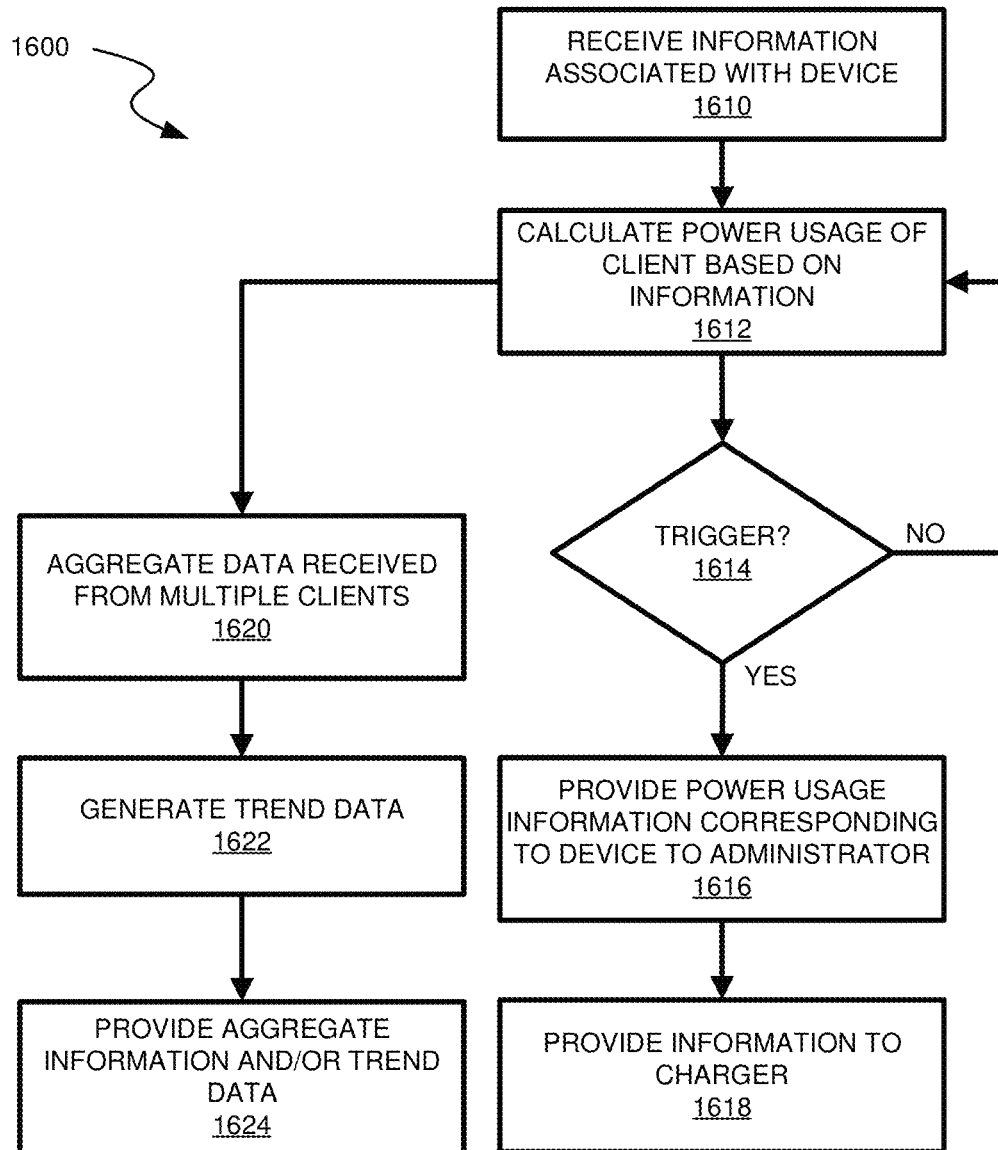 1600
RECEIVE INFORMATION
ASSOCIATED WITH DEVICE
1610
CALCULATE POWER USAGE OF
CLIENT BASED ON
INFORMATION
1612
TRIGGER?
1614
NO
YES
AGGREGATE DATA RECEIVED
FROM MULTIPLE CLIENTS
1620
GENERATE TREND DATA
1622
PROVIDE AGGREGATE
INFORMATION AND/OR TREND
DATA
1624
PROVIDE POWER USAGE
INFORMATION CORRESPONDING
TO DEVICE TO ADMINISTRATOR
1616
PROVIDE INFORMATION TO
CHARGER
1618